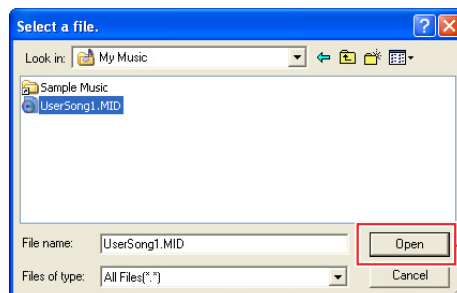 Select a file.
Look in: My Music
Sample Music
UserSong1.MID
File name: UserSong1.MID Open
Files of type: All Files(*.*) Cancel